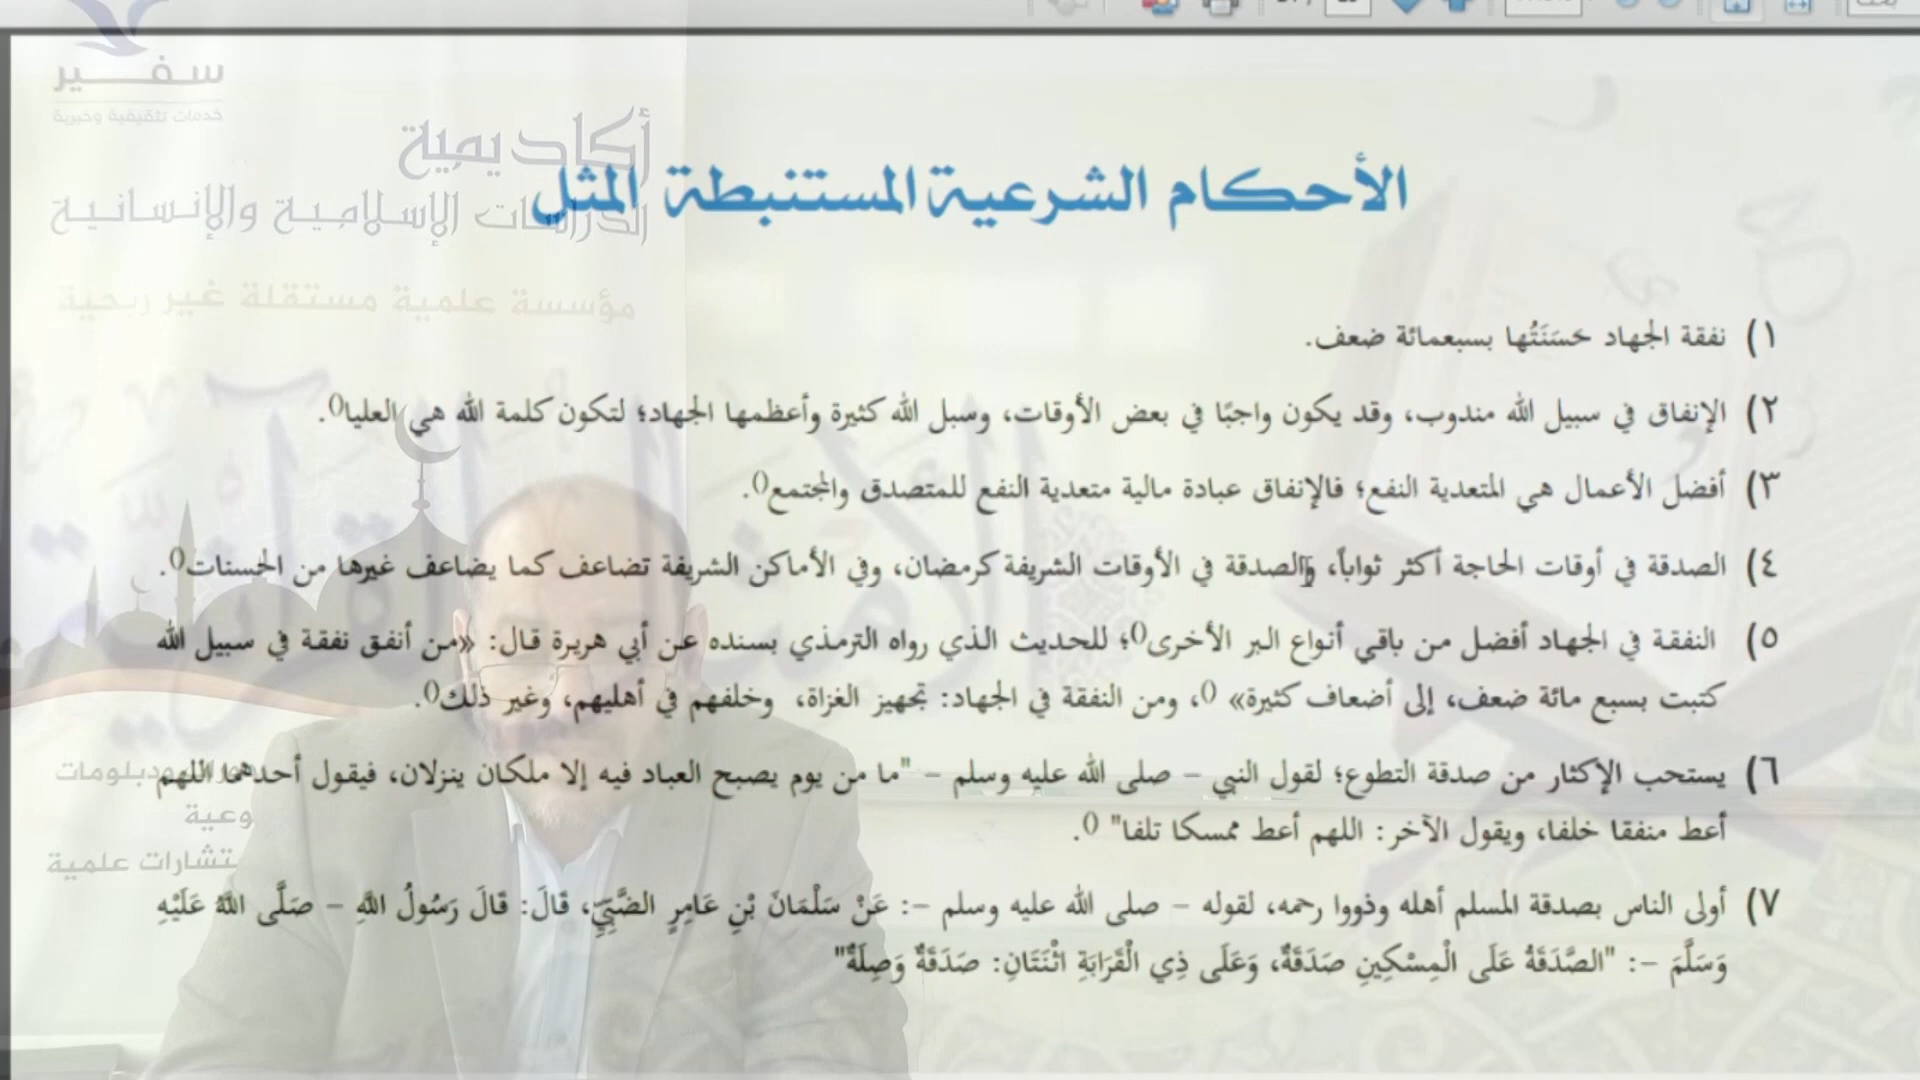 سفير
خدمات تثقيفية وخيرية
أكاديمية
الدراسات الإسلامية والإنسانية
مؤسسة علمية مستقلة غير ربحية
الأحكام الشرعية المستنبطة المثل
١) نفقة الجهاد حَسَنَتُها بسبعمائة ضعف.
٢) الإنفاق في سبيل الله مندوب، وقد يكون واجبًا في بعض الأوقات، وسبل الله كثيرة وأعظمها الجهاد؛ لتكون كلمة الله هي العليا().
٣) أفضل الأعمال هي المتعدية النفع؛ فالإنفاق عبادة مالية متعدية النفع للمتصدق والمجتمع().
٤) الصدقة في أوقات الحاجة أكثر ثواباً، والصدقة في الأوقات الشريفة كرمضان، وفي الأماكن الشريفة تضاعف كما يضاعف غيرها من الحسنات().
٥) النفقة في الجهاد أفضل من باقي أنواع البر الأخرى()؛ للحديث الذي رواه الترمذي بسنده عن أبي هريرة قال: «من أنفق نفقة في سبيل الله
كتبت بسبع مائة ضعف، إلى أضعاف كثيرة» ()، ومن النفقة في الجهاد: تجهيز الغزاة، وخلفهم في أهليهم، وغير ذلك().
٦) يستحب الإكثار من صدقة التطوع؛ لقول النبي – صلى الله عليه وسلم – "ما من يوم يصبح العباد فيه إلا ملكان ينزلان، فيقول أحدهما اللهم
أعط منفقا خلفا، ويقول الآخر: اللهم أعط ممسكا تلفا" ().
٧) أولى الناس بصدقة المسلم أهله وذووا رحمه، لقوله – صلى الله عليه وسلم –: عَنْ سَلْمَانَ بْنِ عَامِرٍ الضَّبِّيِّ، قَالَ: قَالَ رَسُولُ اللَّهِ – صَلَّى اللَّهُ عَلَيْهِ
وَسَلَّمَ –: "الصَّدَقَةُ عَلَى الْمِسْكِينِ صَدَقَةٌ، وَعَلَى ذِي الْقَرَابَةِ اثْنَتَانِ: صَدَقَةٌ وَصِلَةٌ"
ودبلومات
وعية
تشارات علمية